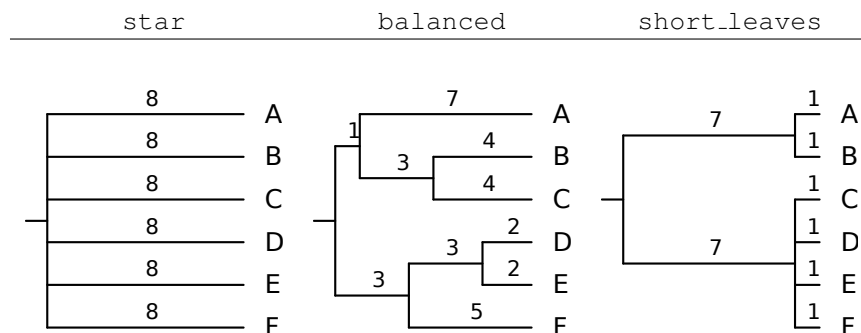 star balanced short_leaves
8 A 7 A 1 A
8 B 1 4 B 7 1 B
8 C 3 4 C 1 C
8 D 3 2 D 7 1 D
8 E 3 2 E 1 E
8 F 5 F 1 F